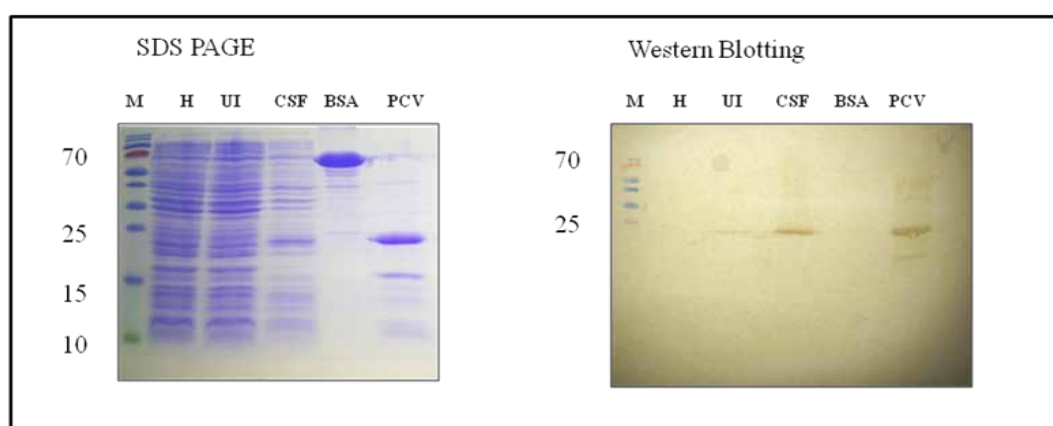 SDS PAGE
M H UI CSF BSA PCV
70
25
15
10
Western Blotting
M H UI CSF BSA PCV
70
25